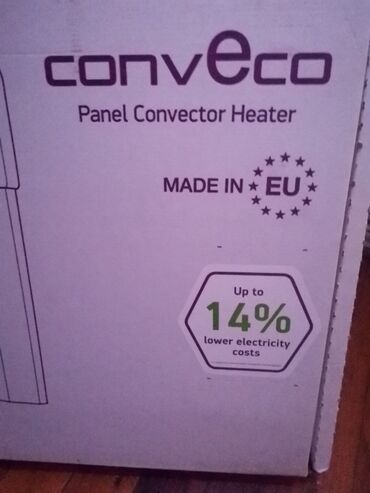 conveco
Panel Convector Heater
MADE IN EU
Up to
14%
lower electricity
costs